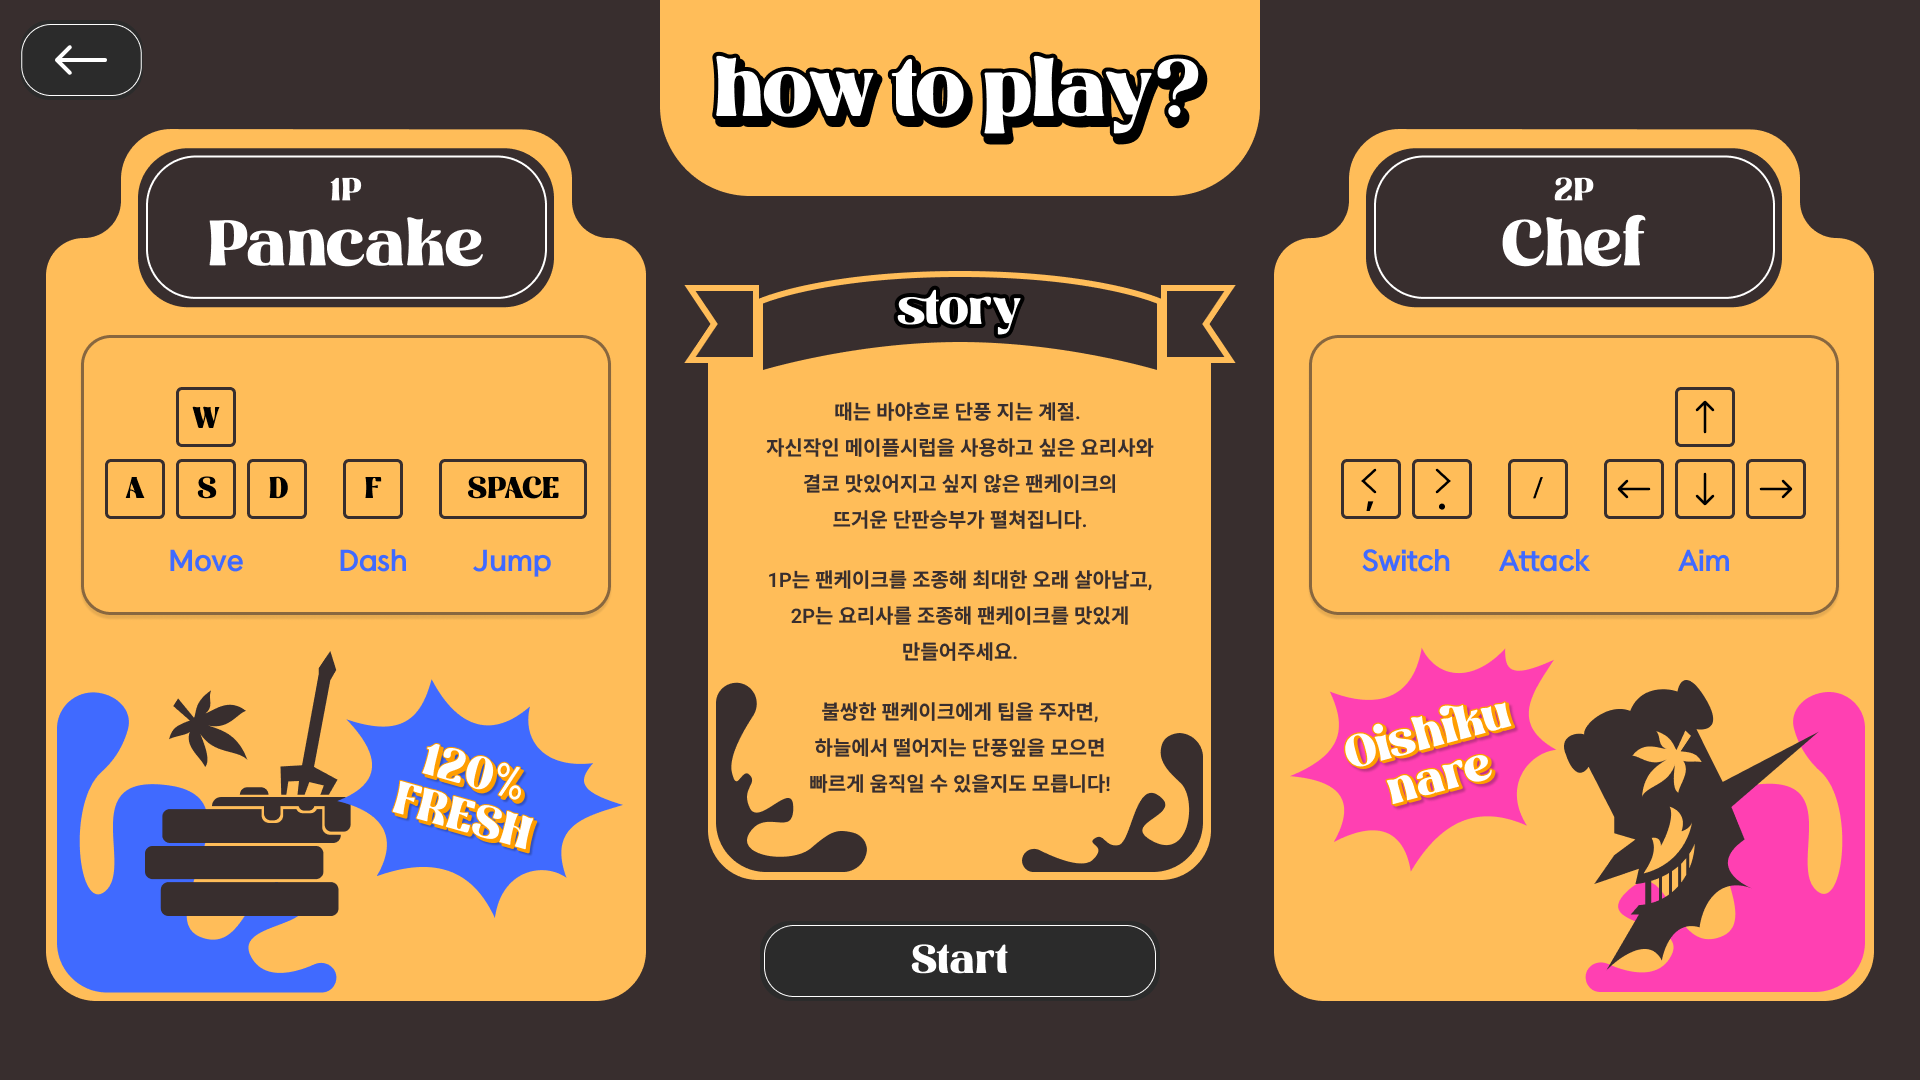 how to play?
1P
Pancake
W
A S D F SPACE
Move Dash Jump
120%
FRESH
story
때는 바야흐로 단풍 지는 계절.
자신작인 메이플시럽을 사용하고 싶은 요리사와
결코 맛있어지고 싶지 않은 팬케이크의
뜨거운 단판승부가 펼쳐집니다.
1P는 팬케이크를 조종해 최대한 오래 살아남고,
2P는 요리사를 조종해 팬케이크를 맛있게
만들어주세요.
불쌍한 팬케이크에게 팁을 주자면,
하늘에서 떨어지는 단풍잎을 모으면
빠르게 움직일 수 있을지도 모릅니다!
Start
2P
Chef
↑
< , > . / ← ↓ →
Switch Attack Aim
Oishiku
nare